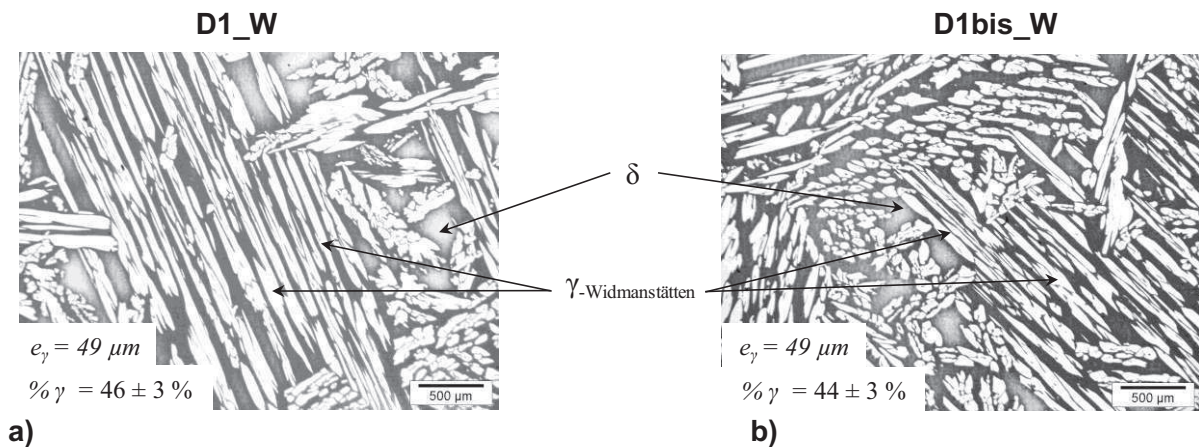 D1_W
D1bis_W
δ
γ-Widmanstätten
eγ = 49 µm
% γ = 46 ± 3 %
500 µm
eγ = 49 µm
% γ = 44 ± 3 %
500 µm
a)
b)